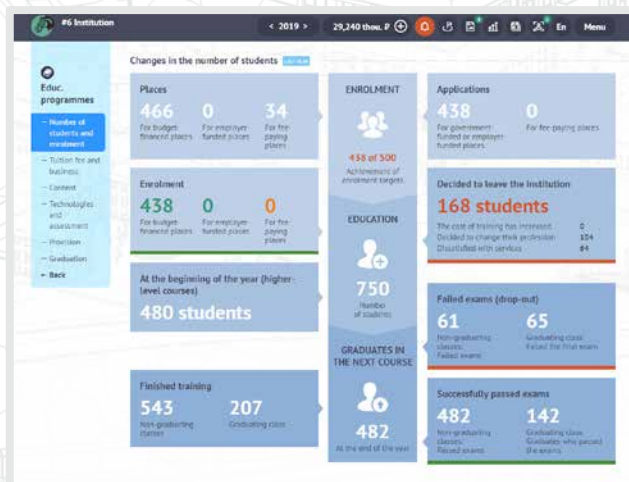 #6 Institution
< 2019 >
29,240 thou. ₽
En
Menu
Educ.
programmes
– Number of
students and
enrolment
– Tuition fee and
business
– Content
– Technologies
and
assessment
– Provision
– Graduation
← Back
Changes in the number of students
Places
466
For budget-
financed places
0
For employer-
funded places
34
For fee-
paying
places
Enrolment
438
For budget-
financed places
0
For employer-
funded places
0
For fee-
paying
places
At the beginning of the year (higher-
level courses)
480 students
Finished training
543
Non-graduating
classes
207
Graduating class
ENROLMENT
438 of 500
Achievement of
enrolment targets
EDUCATION
750
Number
of students
GRADUATES IN
THE NEXT COURSE
482
At the end of the year
Applications
438
For government-
funded or employer-
funded places
0
For fee-paying places
Decided to leave the institution
168 students
The cost of training has increased 0
Decided to change their profession 104
Dissatisfied with services 64
Failed exams (drop-out)
61
Non-graduating
classes:
Failed exams
65
Graduating class:
Failed the final exam
Successfully passed exams
482
Non-graduating
classes:
Passed exams
142
Graduating class:
Graduates who passed
the exams